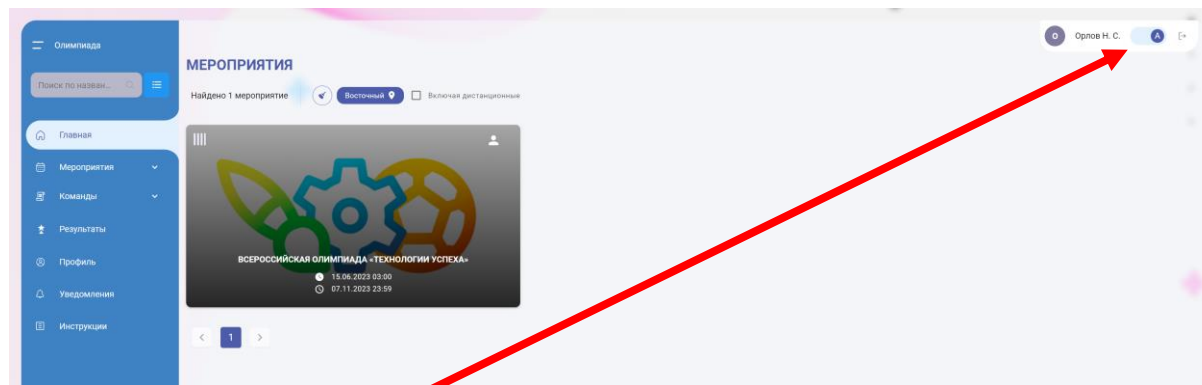 Олимпиада
Поиск по назван...
Главная
Мероприятия
Команды
Результаты
Профиль
Уведомления
Инструкции
О Орлов Н. С. А
МЕРОПРИЯТИЯ
Найдено 1 мероприятие Восточный Включая дистанционные
ВСЕРОССИЙСКАЯ ОЛИМПИАДА «ТЕХНОЛОГИИ УСПЕХА»
15.06.2023 03:00
07.11.2023 23:59
< 1 >